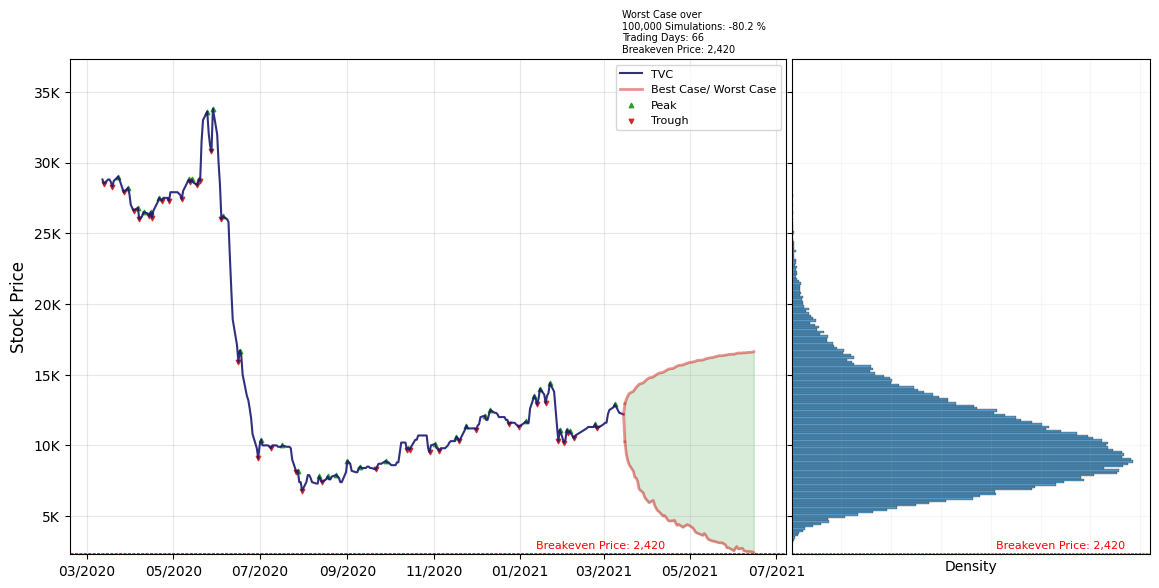 Worst Case over
100,000 Simulations: -80.2 %
Trading Days: 66
Breakeven Price: 2,420
TVC
Best Case/ Worst Case
Peak
Trough
Stock Price
35K
30K
25K
20K
15K
10K
5K
Breakeven Price: 2,420
Breakeven Price: 2,420
03/2020 05/2020 07/2020 09/2020 11/2020 01/2021 03/2021 05/2021 07/2021
Density